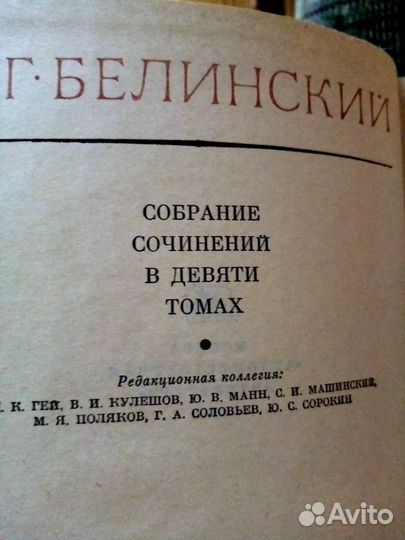 Г·БЕЛИНСКИЙ
СОБРАНИЕ
СОЧИНЕНИЙ
В ДЕВЯТИ
ТОМАХ
Редакционная коллегия:
К. ГЕЙ, В. И. КУЛЕШОВ, Ю. В. МАНН, С. И. МАШИНСКИЙ,
М. Я. ПОЛЯКОВ, Г. А. СОЛОВЬЕВ, Ю. С. СОРОКИН
Avito